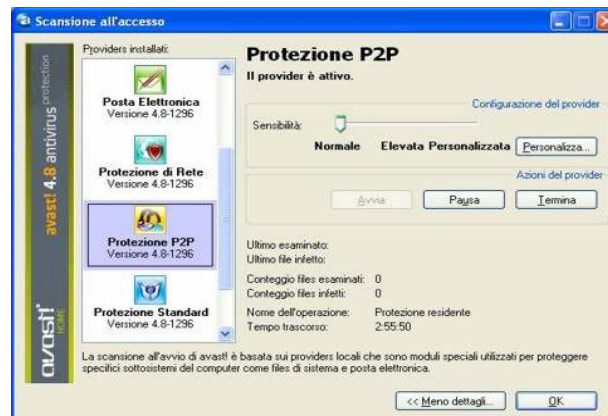 Scansione all'accesso
avast! 4.8 antivirus protection
avast! HOME
Providers installati:
Posta Elettronica
Versione 4.8-1296
Protezione di Rete
Versione 4.8-1296
Protezione P2P
Versione 4.8-1296
Protezione Standard
Versione 4.8-1296
Protezione P2P
Il provider è attivo.
Configurazione del provider
Sensibilità:
Normale Elevata Personalizzata Personalizza...
Azioni del provider
Avvia Pausa Termina
Ultimo esaminato:
Ultimo file infetto:
Conteggio files esaminati: 0
Conteggio files infetti: 0
Nome dell'operazione: Protezione residente
Tempo trascorso: 2:55:50
La scansione all'avvio di avast! è basata sui providers locali che sono moduli speciali utilizzati per proteggere
specifici sottosistemi del computer come files di sistema e posta elettronica.
<< Meno dettagli... OK